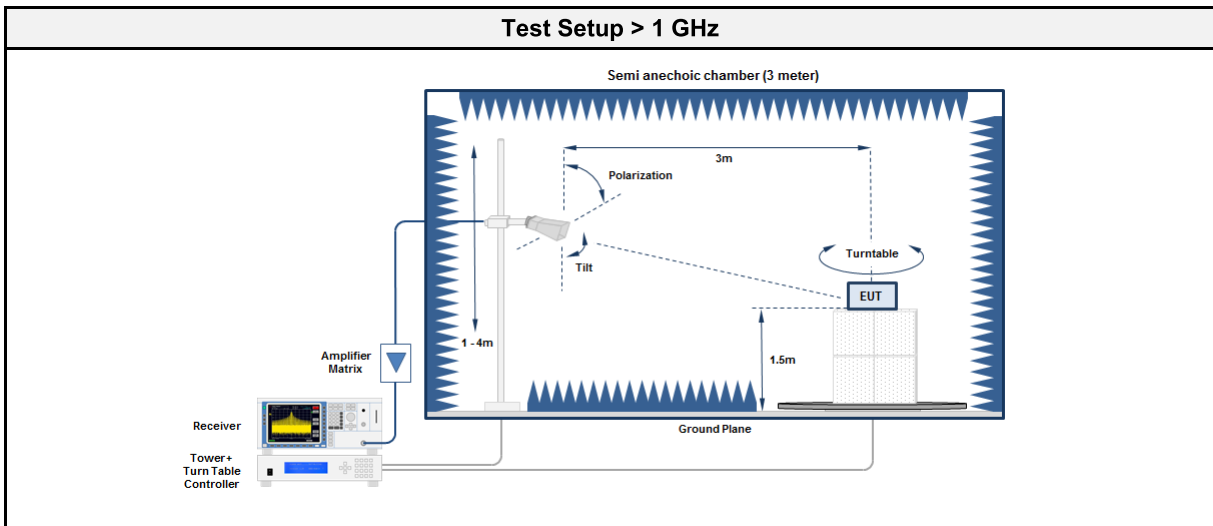 Test Setup > 1 GHz
Semi anechoic chamber (3 meter)
3m
Polarization
Tilt
Turntable
EUT
1 - 4m
1.5m
Amplifier
Matrix
Receiver
Ground Plane
Tower+
Turn Table
Controller